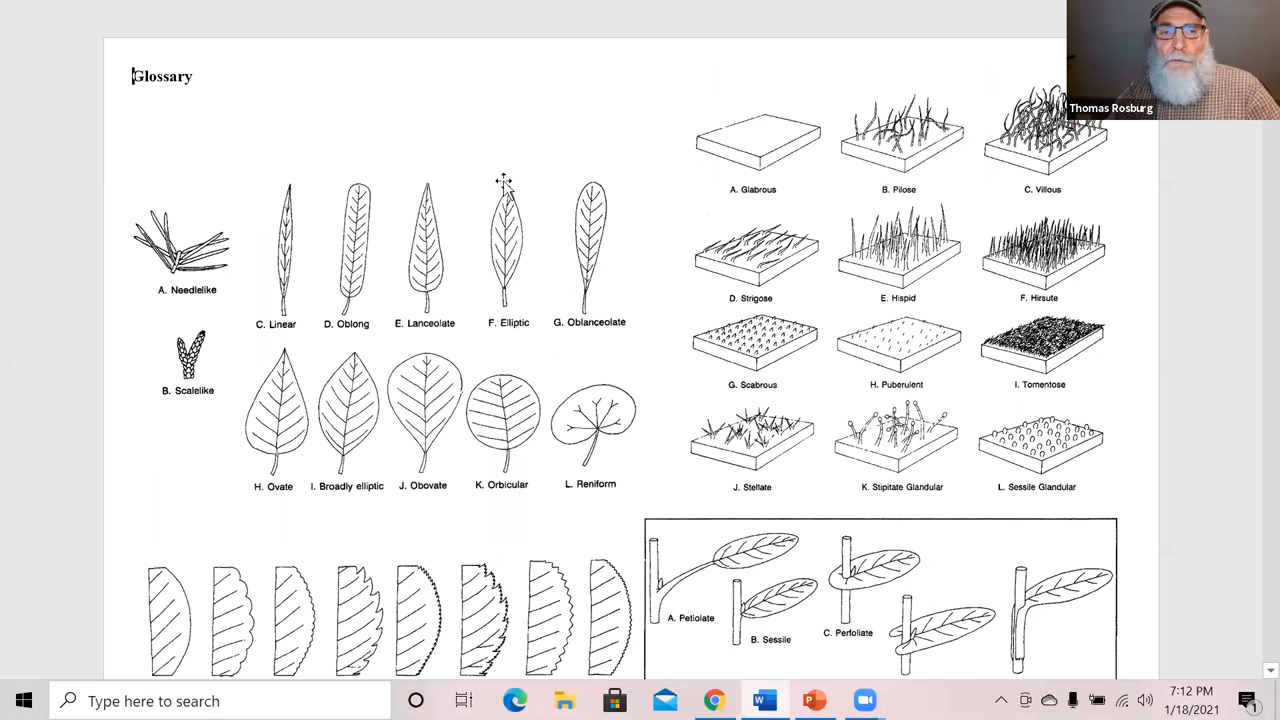 Glossary
Thomas Rosburg
A. Glabrous
B. Pilose
C. Villous
A. Needlelike
C. Linear
D. Oblong
E. Lanceolate
F. Elliptic
G. Oblanceolate
D. Strigose
E. Hispid
F. Hirsute
B. Scalelike
G. Scabrous
H. Puberulent
I. Tomentose
H. Ovate
I. Broadly elliptic
J. Obovate
K. Orbicular
L. Reniform
J. Stellate
K. Stipitate Glandular
L. Sessile Glandular
A. Petiolate
B. Sessile
C. Perfoliate
Type here to search
7:12 PM
1/18/2021
1